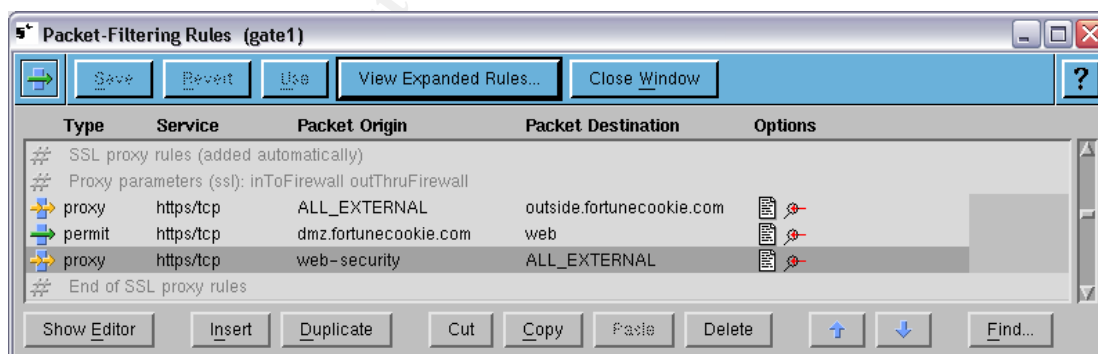 Packet-Filtering Rules (gate1)
Save Revert Use View Expanded Rules... Close Window ?
Type Service Packet Origin Packet Destination Options
# SSL proxy rules (added automatically)
# Proxy parameters (ssl): inToFirewall outThruFirewall
proxy https/tcp ALL_EXTERNAL outside.fortunecookie.com
permit https/tcp dmz.fortunecookie.com web
proxy https/tcp web-security ALL_EXTERNAL
# End of SSL proxy rules
Show Editor Insert Duplicate Cut Copy Paste Delete Find...